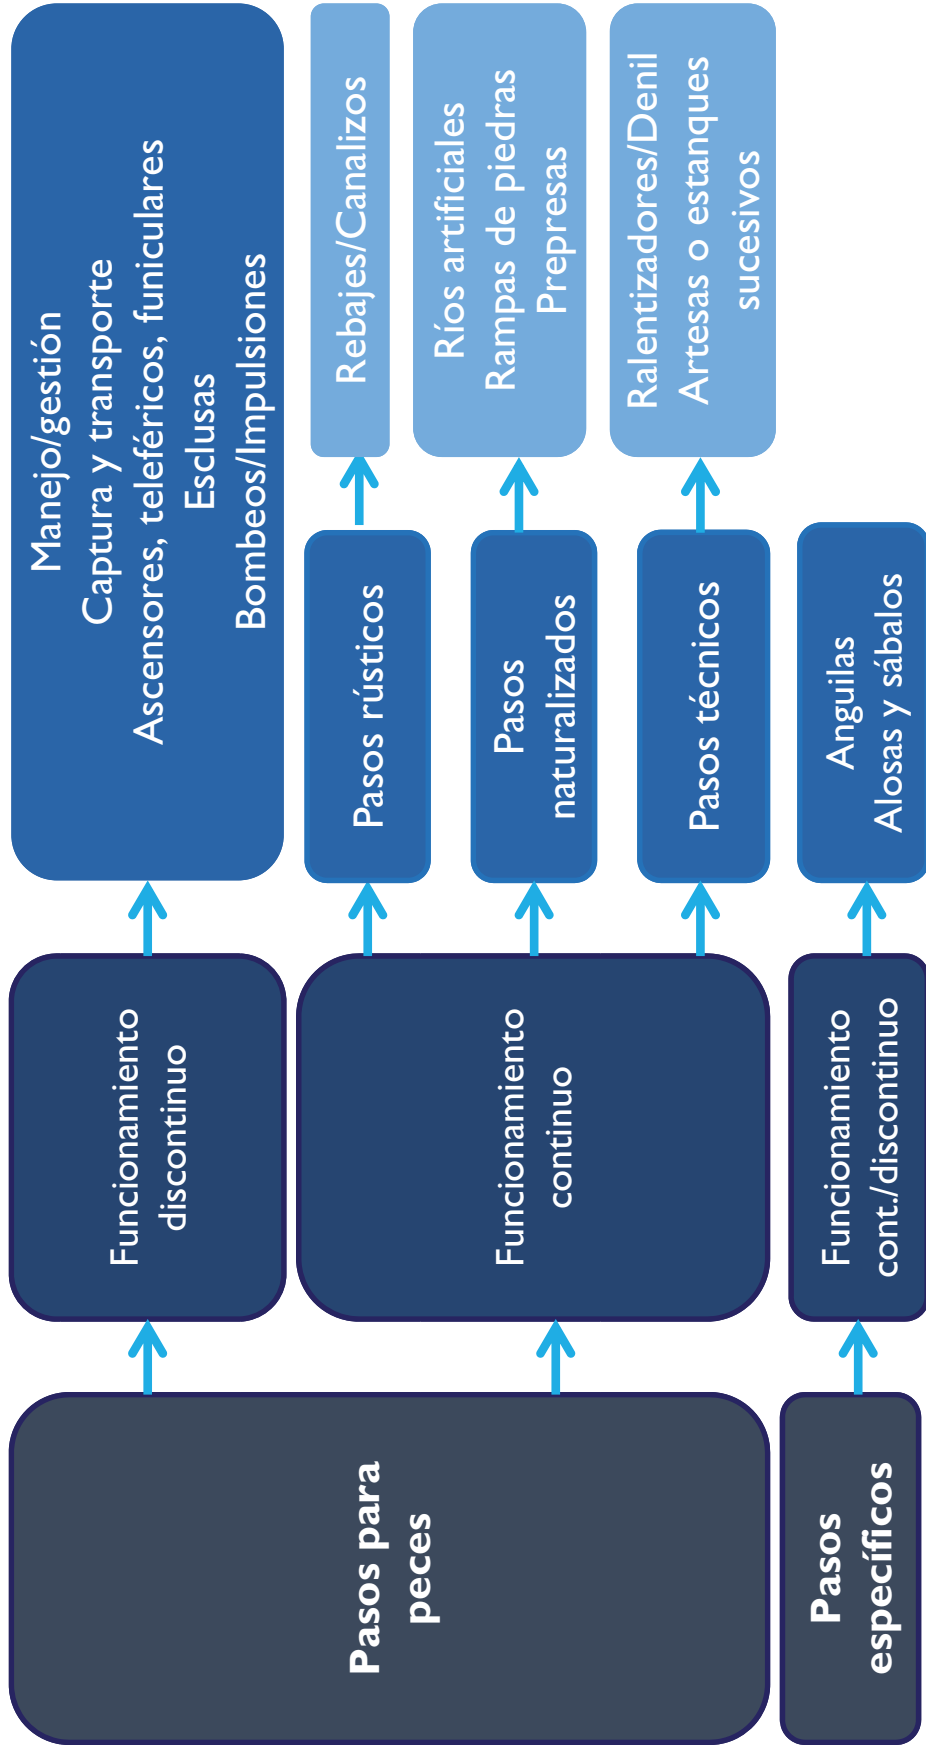 Pasos para
peces
Funcionamiento
discontinuo
Manejo/gestión
Captura y transporte
Ascensores, teleféricos, funiculares
Esclusas
Bombeos/Impulsiones
Funcionamiento
continuo
Pasos rústicos
Rebajes/Canalizos
Pasos
naturalizados
Ríos artificiales
Rampas de piedras
Prepresas
Pasos técnicos
Ralentizadores/Denil
Artesas o estanques
sucesivos
Pasos
específicos
Funcionamiento
cont./discontinuo
Anguilas
Alosas y sábalos